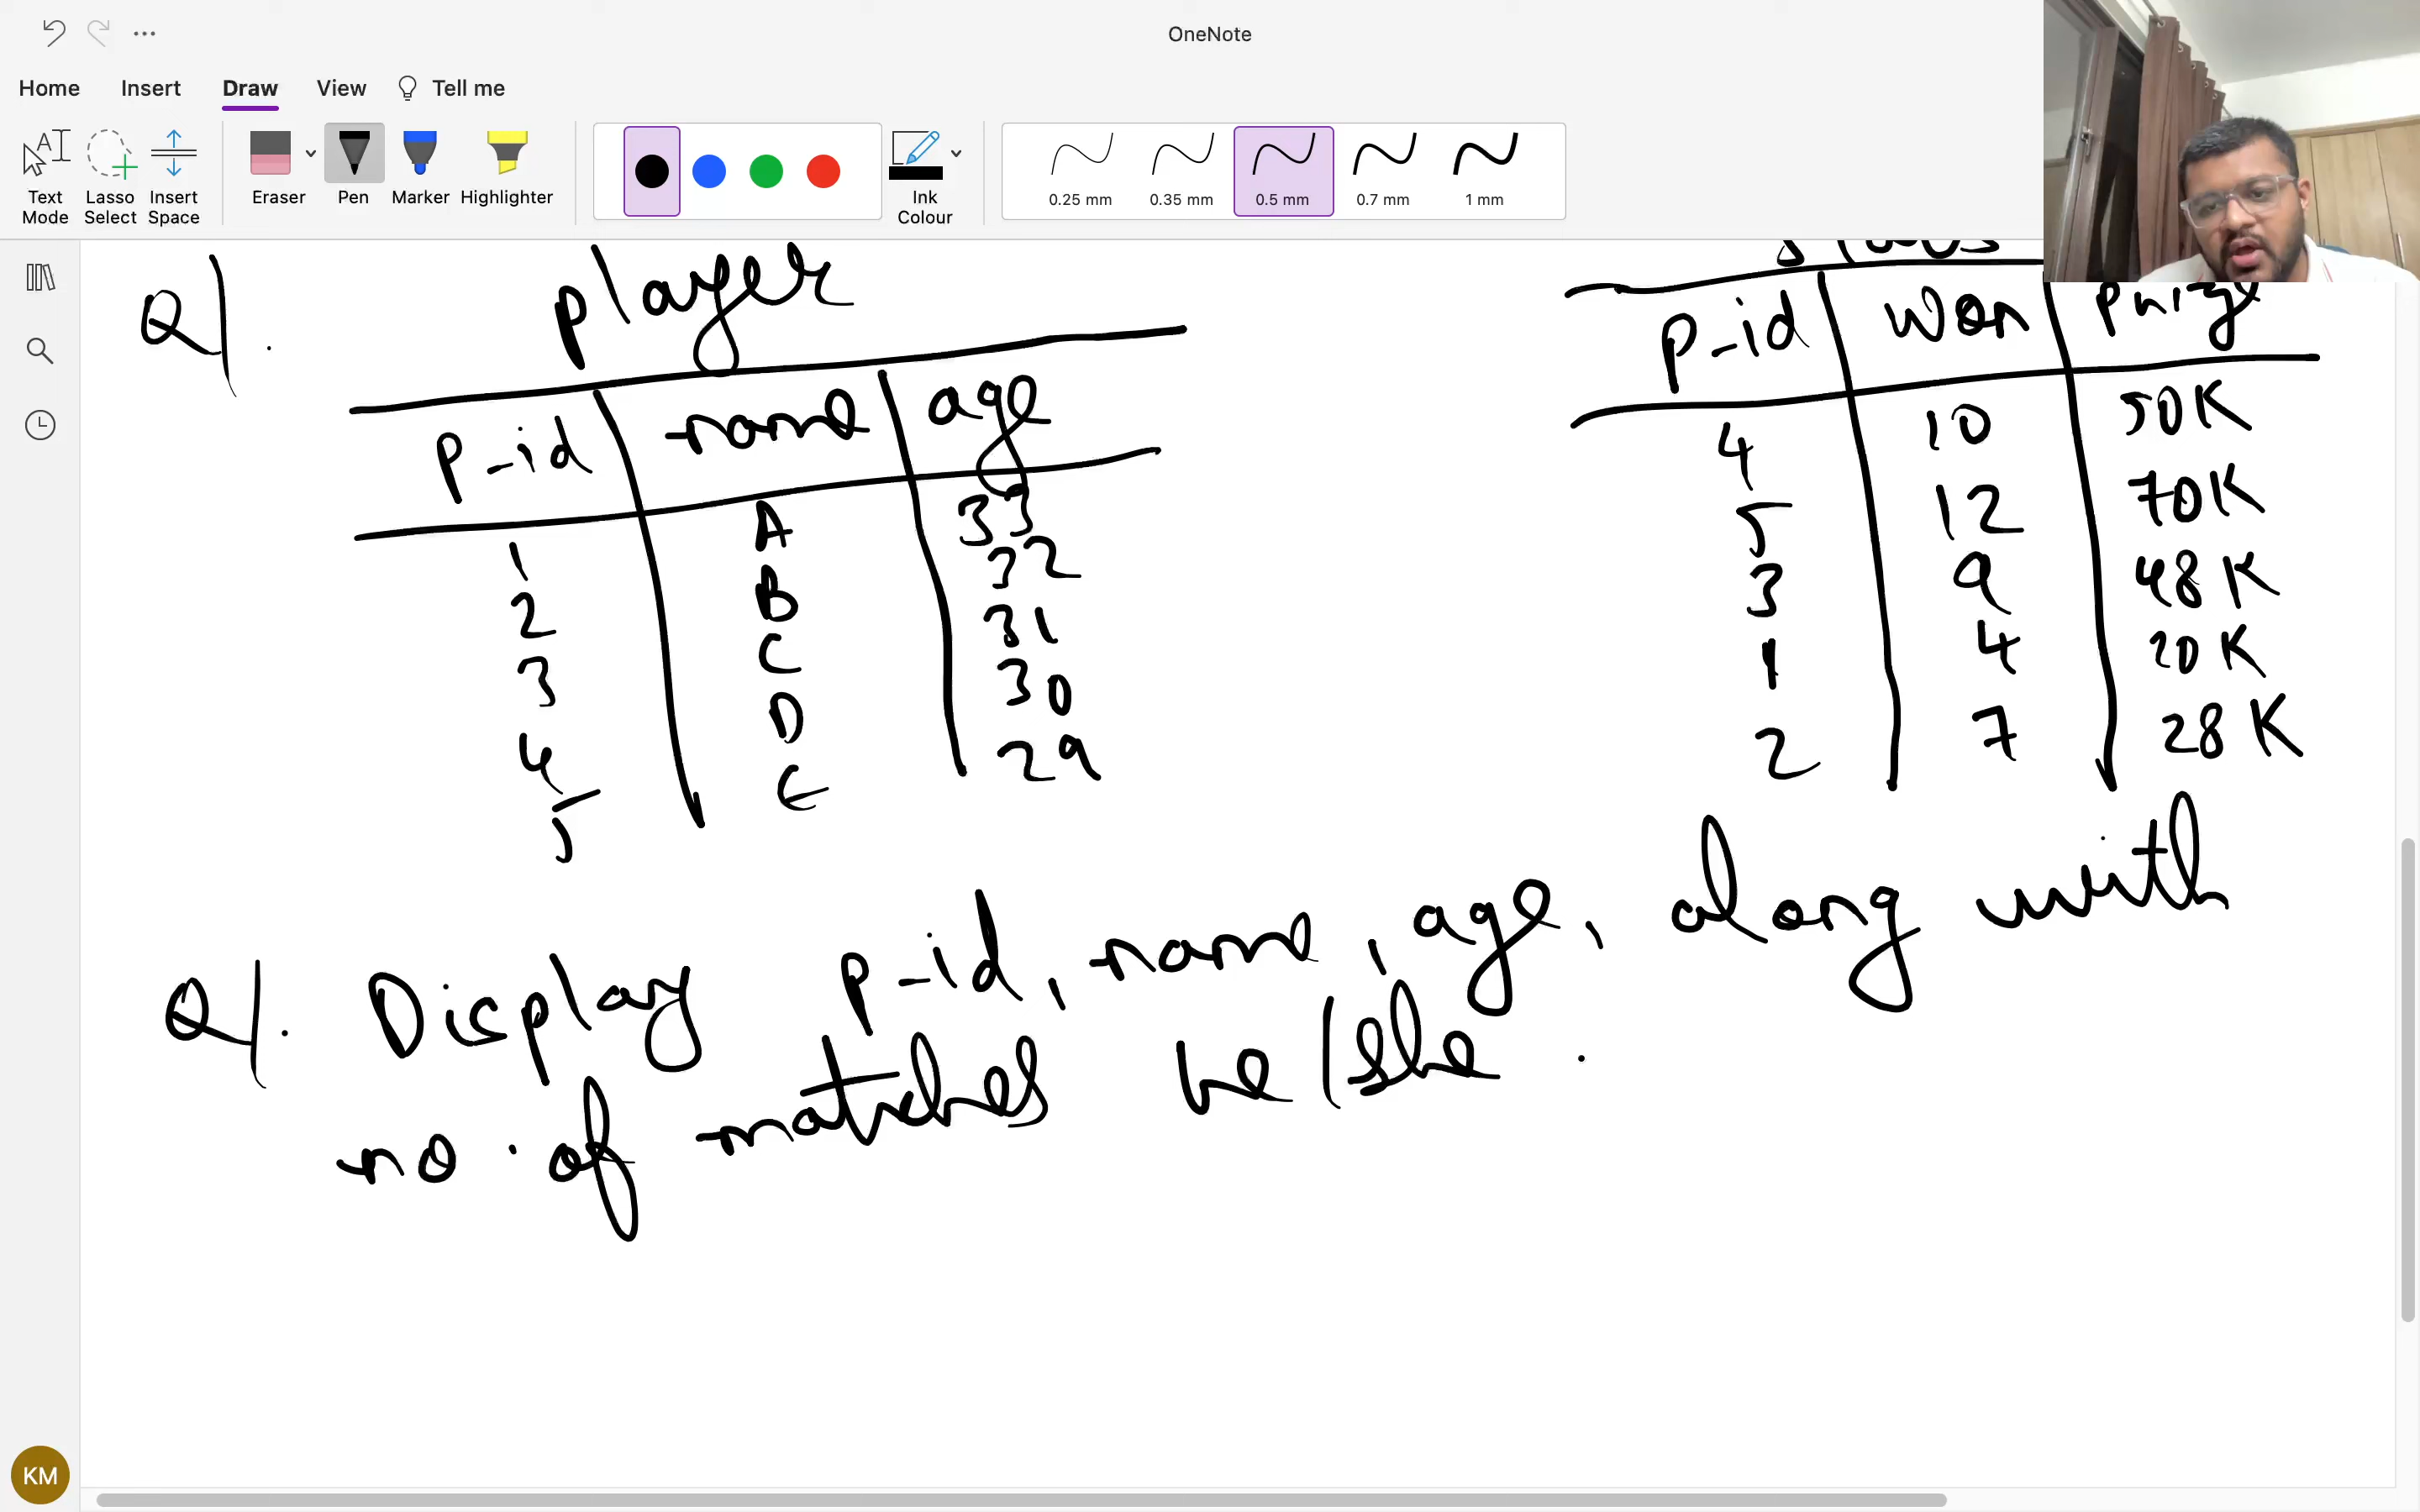 OneNote
Home Insert Draw View Tell me
Text Mode
Lasso Select
Insert Space
Eraser
Pen
Marker
Highlighter
Ink Colour
0.25 mm
0.35 mm
0.5 mm
0.7 mm
1 mm
Q1. player
P-id name age
1 A 33
2 B 32
3 C 31
4 D 30
5 E 29
P-id won prize
4 10 50K
5 12 70K
3 9 48K
1 4 20K
2 7 28K
Q1. Display p-id, name, age, along with
no. of matches he/she.
KM